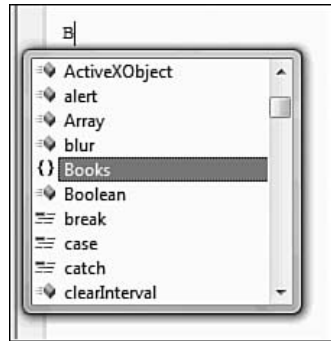 B
ActiveXObject
alert
Array
blur
{} Books
Boolean
break
case
catch
clearInterval